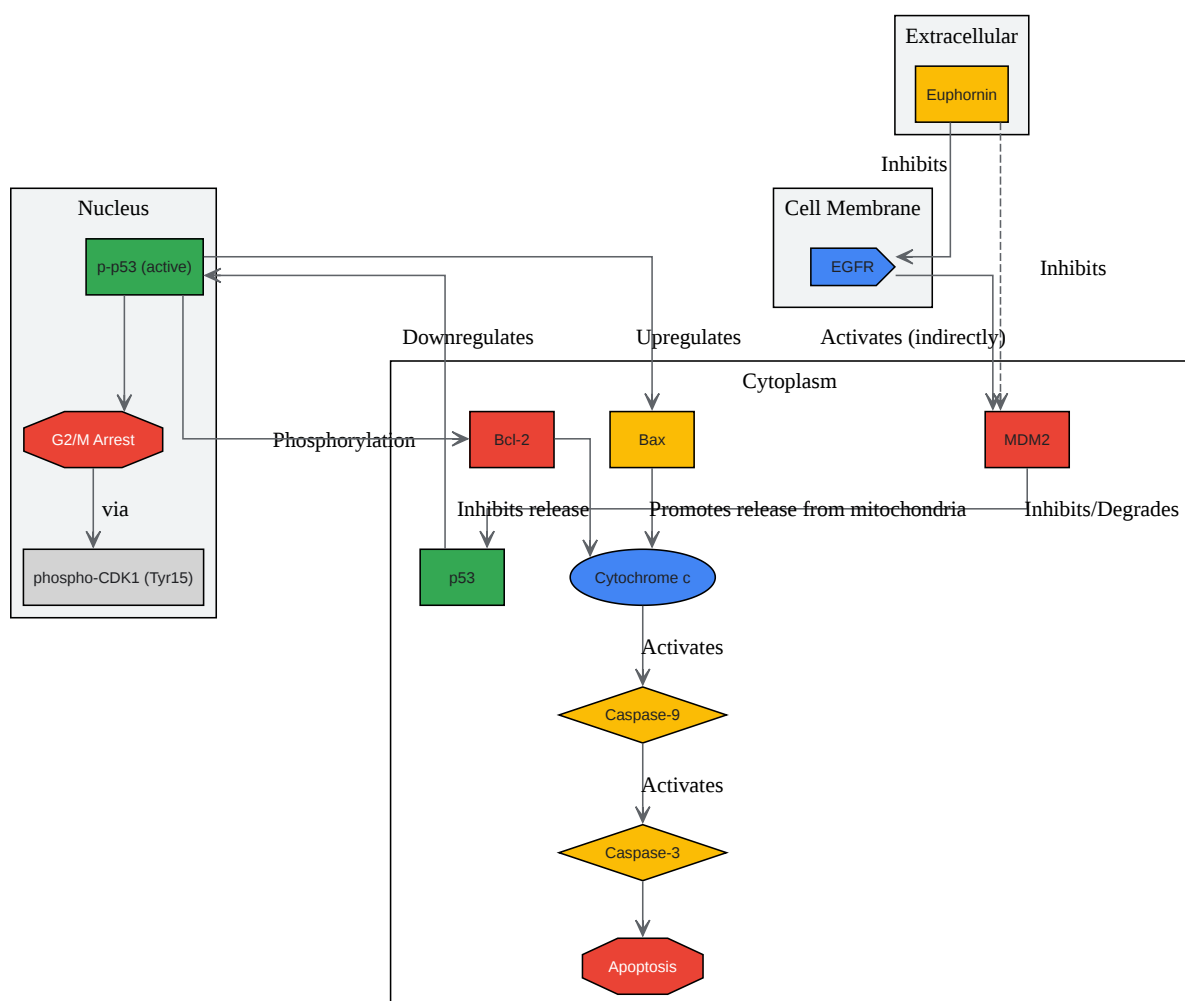 Extracellular
Euphornin
Inhibits
Nucleus
Cell Membrane
p-p53 (active)
EGFR
Inhibits
Downregulates
Upregulates
Activates (indirectly)
Cytoplasm
G2/M Arrest
Phosphorylation
Bcl-2
Bax
MDM2
via
Inhibits release
Promotes release from mitochondria
Inhibits/Degrades
phospho-CDK1 (Tyr15)
p53
Cytochrome c
Activates
Caspase-9
Activates
Caspase-3
Apoptosis